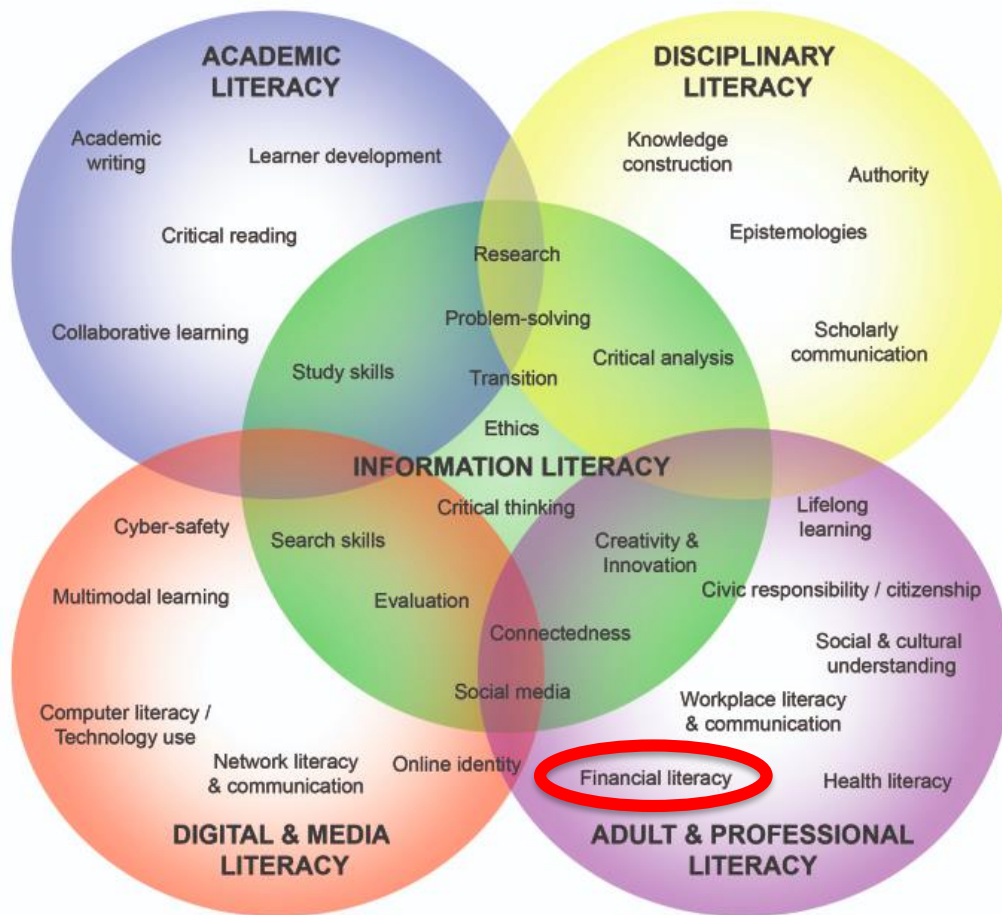 ACADEMIC
LITERACY
DISCIPLINARY
LITERACY
Academic
writing
Learner development
Knowledge
construction
Authority
Critical reading
Epistemologies
Research
Collaborative learning
Problem-solving
Scholarly
communication
Study skills
Transition
Critical analysis
Ethics
INFORMATION LITERACY
Critical thinking
Cyber-safety
Search skills
Creativity &
Innovation
Lifelong
learning
Multimodal learning
Evaluation
Civic responsibility / citizenship
Connectedness
Social & cultural
understanding
Social media
Workplace literacy
& communication
Computer literacy /
Technology use
Network literacy
& communication
Online identity
Financial literacy
Health literacy
DIGITAL & MEDIA
LITERACY
ADULT & PROFESSIONAL
LITERACY